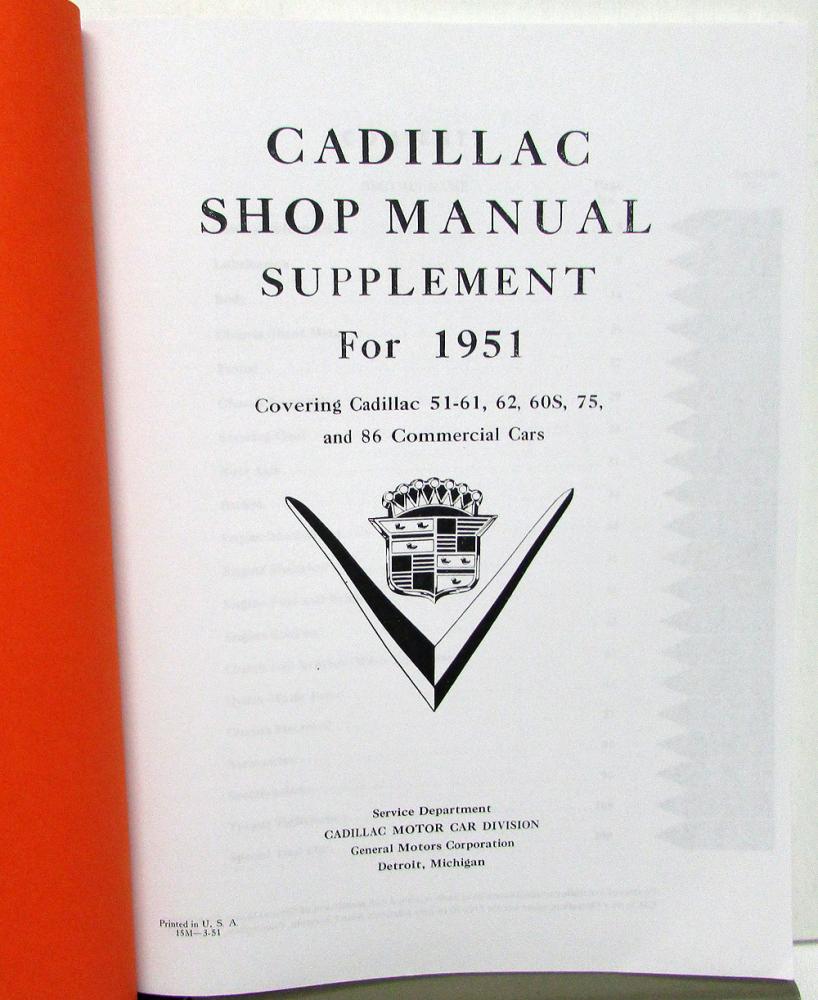 CADILLAC
SHOP MANUAL
SUPPLEMENT
For 1951
Covering Cadillac 51-61, 62, 60S, 75,
and 86 Commercial Cars
Service Department
CADILLAC MOTOR CAR DIVISION
General Motors Corporation
Detroit, Michigan
Printed in U. S. A.
15M—3-51